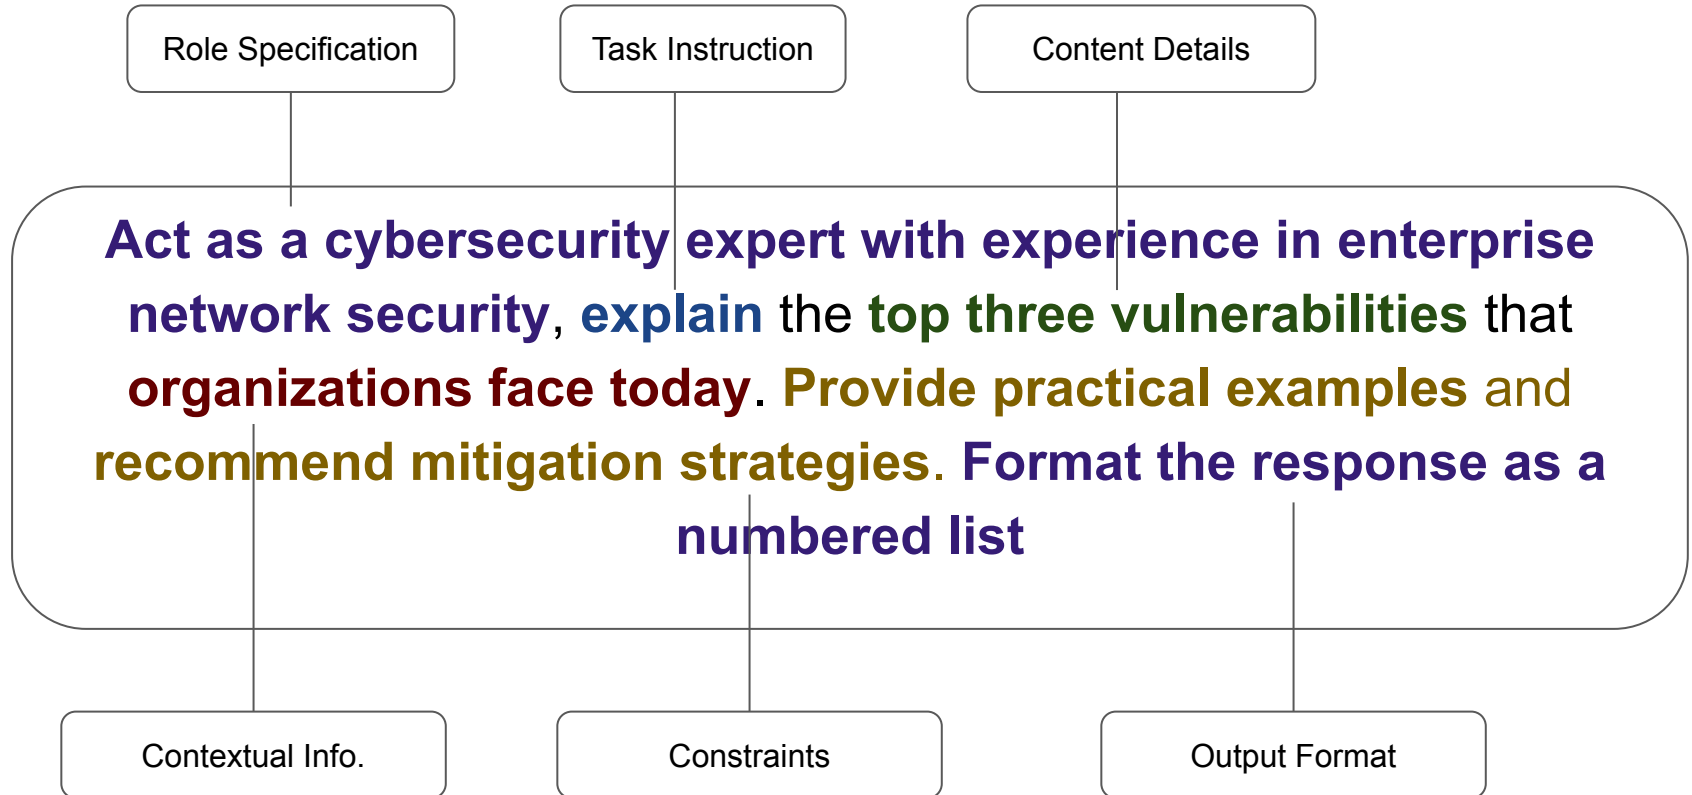 Role Specification
Task Instruction
Content Details
Act as a cybersecurity expert with experience in enterprise
network security, explain the top three vulnerabilities that
organizations face today. Provide practical examples and
recommend mitigation strategies. Format the response as a
numbered list
Contextual Info.
Constraints
Output Format